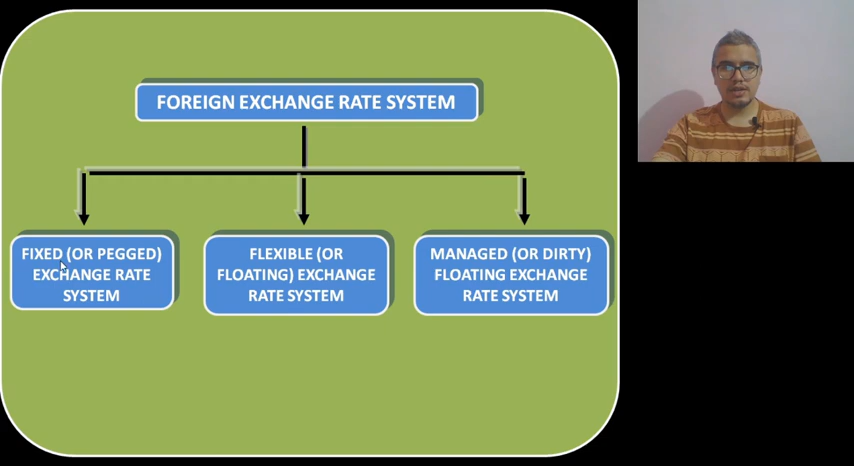 FOREIGN EXCHANGE RATE SYSTEM
FIXED (OR PEGGED)
EXCHANGE RATE
SYSTEM
FLEXIBLE (OR
FLOATING) EXCHANGE
RATE SYSTEM
MANAGED (OR DIRTY)
FLOATING EXCHANGE
RATE SYSTEM